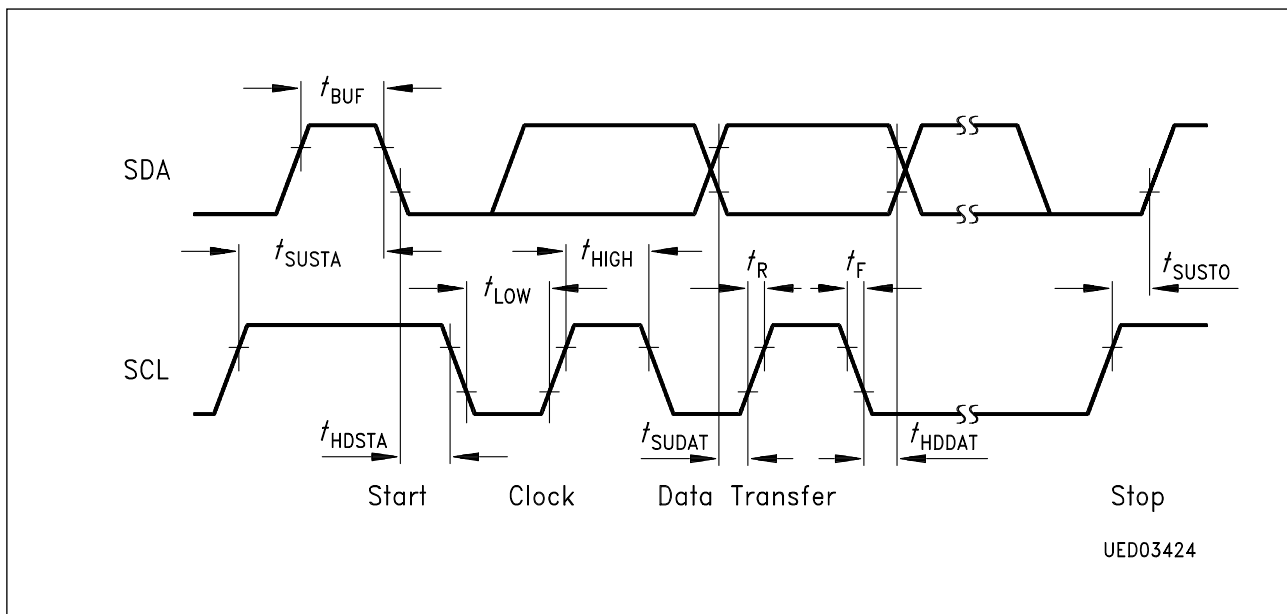 tBUF
SDA
tSUSTA
tHIGH
tLOW
tR
tF
tSUSTO
SCL
tHDSTA
tSUDAT
tHDDAT
Start Clock Data Transfer Stop
UED03424